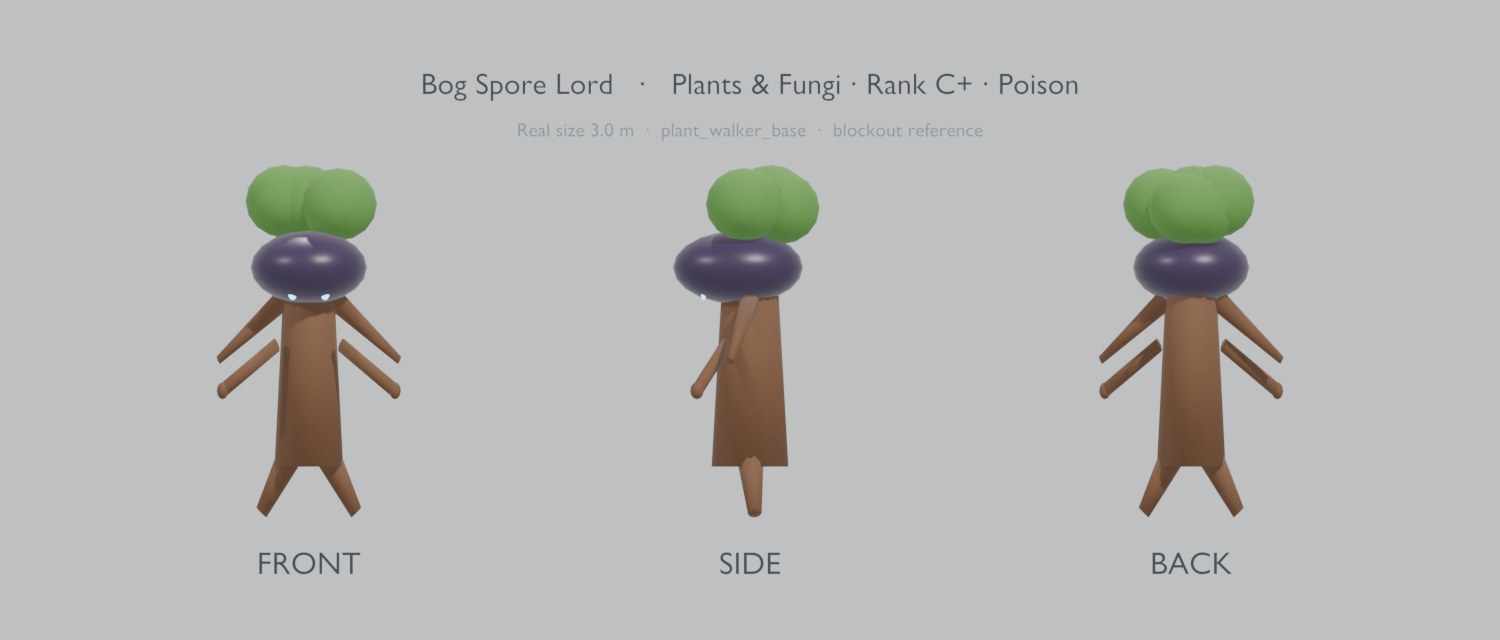 Bog Spore Lord · Plants & Fungi · Rank C+ · Poison
Real size 3.0 m · plant_walker_base · blockout reference
FRONT
SIDE
BACK